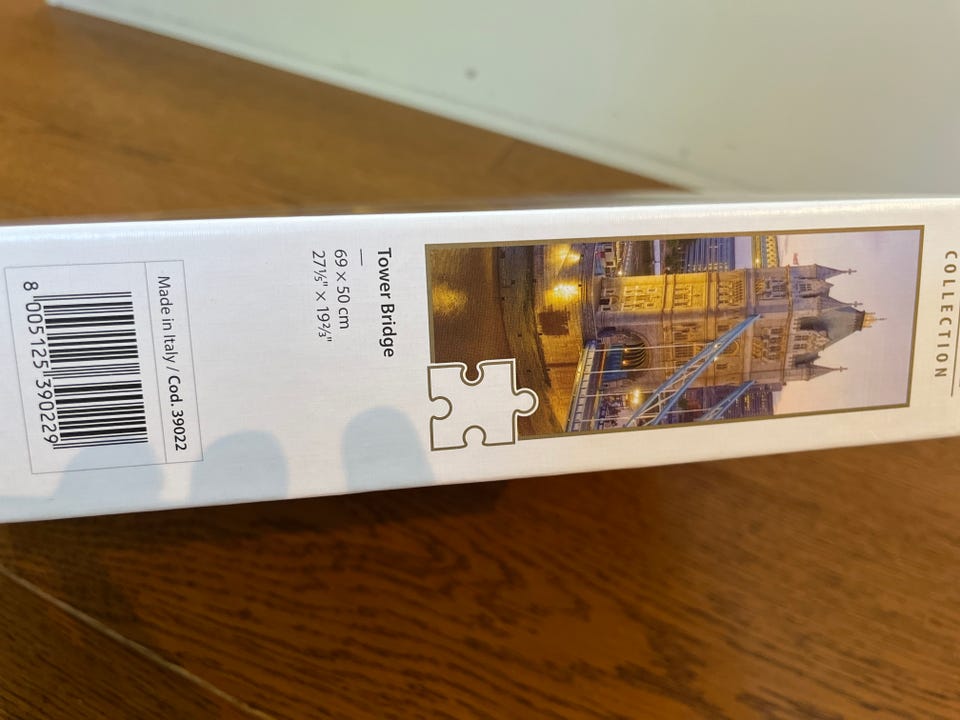 COLLECTION
Tower Bridge
—
69 x 50 cm
27⅕" x 19⅔"
Made in Italy / Cod. 39022
8 005125 390229